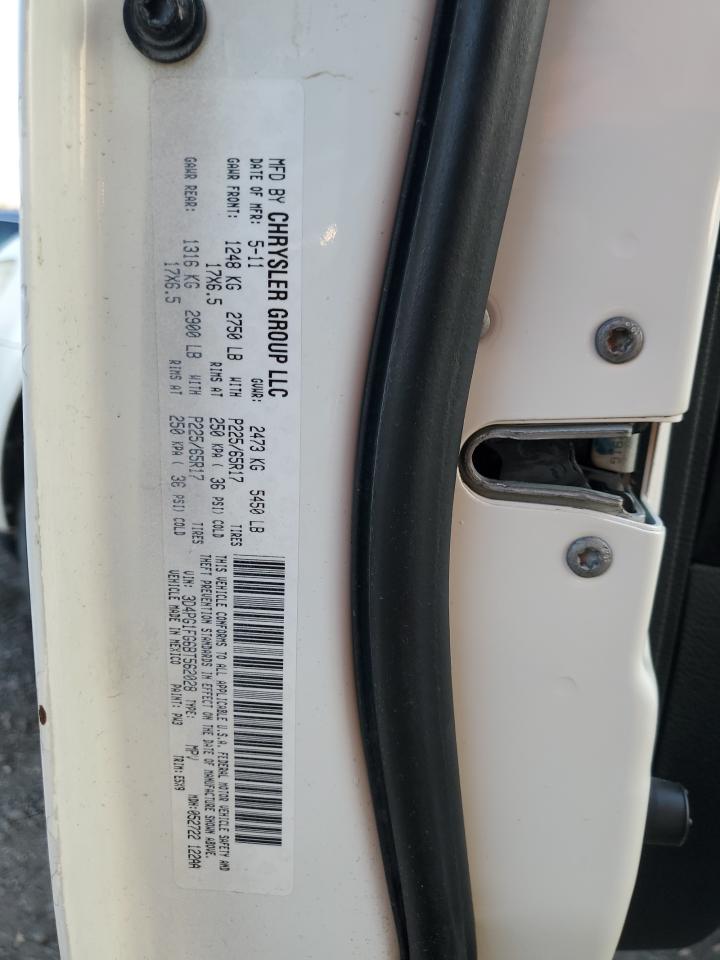 MFD BY CHRYSLER GROUP LLC
DATE OF MFR: 5-11 GVWR: 2473 KG 5450 LB
GAWR FRONT: 1248 KG 2750 LB WITH P225/65R17 TIRES
17X6.5 RIMS AT 250 KPA ( 36 PSI) COLD
GAWR REAR: 1316 KG 2900 LB WITH P225/65R17 TIRES
17X6.5 RIMS AT 250 KPA ( 36 PSI) COLD
THIS VEHICLE CONFORMS TO ALL APPLICABLE U.S.A. FEDERAL MOTOR VEHICLE SAFETY AND
THEFT PREVENTION STANDARDS IN EFFECT ON THE DATE OF MANUFACTURE SHOWN ABOVE.
VIN: 3D4PG1FG6BT562028 TYPE: MPV MDH:052722 122AA
VEHICLE MADE IN MEXICO PAINT: PW3 TRIM: E5X9